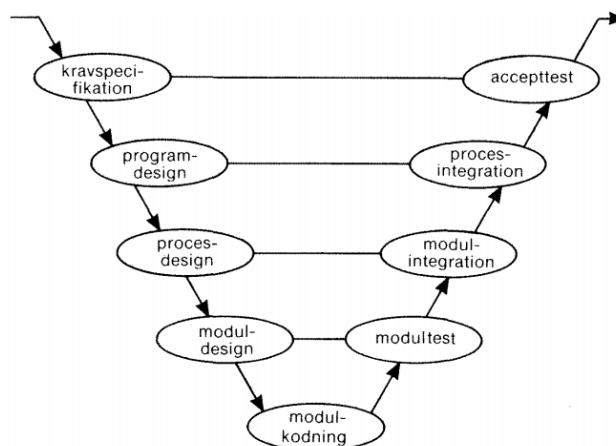 kravspeci-
fikation
accepttest
program-
design
proces-
integration
proces-
design
modul-
integration
modul-
design
modultest
modul-
kodning